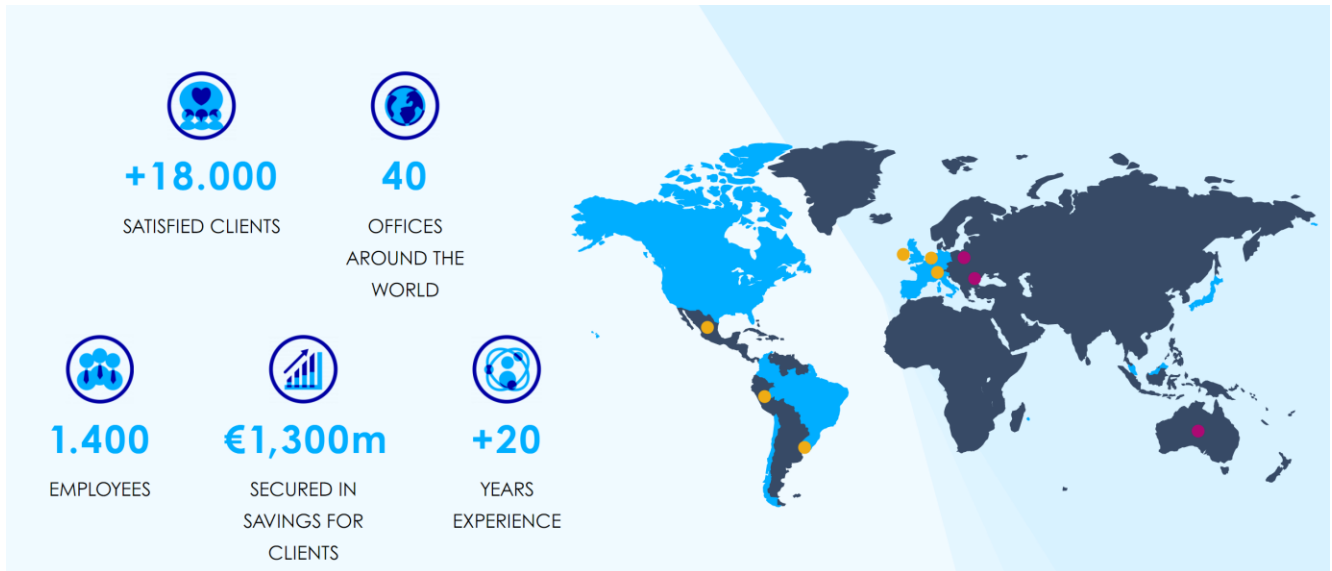 +18.000
SATISFIED CLIENTS
40
OFFICES
AROUND THE
WORLD
1.400
EMPLOYEES
€1,300m
SECURED IN
SAVINGS FOR
CLIENTS
+20
YEARS
EXPERIENCE